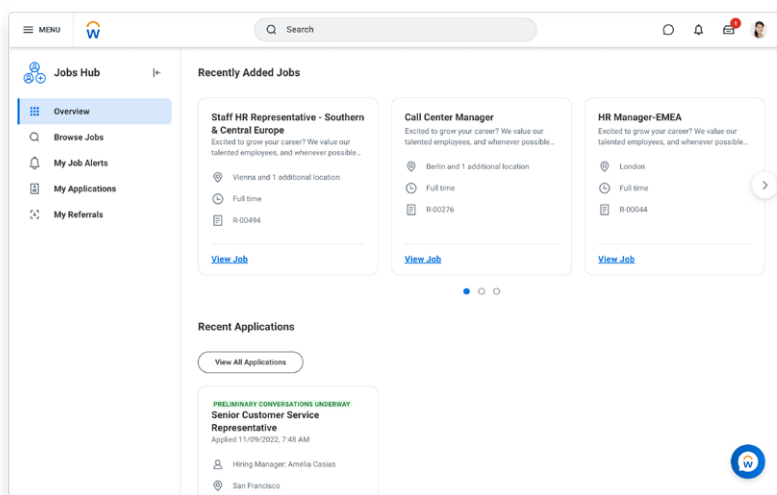 MENU
Search
Jobs Hub
Overview
Browse Jobs
My Job Alerts
My Applications
My Referrals
Recently Added Jobs
Staff HR Representative - Southern
& Central Europe
Excited to grow your career? We value our
talented employees, and whenever possible...
Vienna and 1 additional location
Full time
R-00494
View Job
Call Center Manager
Excited to grow your career? We value our
talented employees, and whenever possible...
Berlin and 1 additional location
Full time
R-00276
View Job
HR Manager-EMEA
Excited to grow your career? We value our
talented employees, and whenever possible...
London
Full time
R-00044
View Job
Recent Applications
View All Applications
PRELIMINARY CONVERSATIONS UNDERWAY
Senior Customer Service
Representative
Applied 11/09/2022, 7:48 AM
Hiring Manager: Amelia Casias
San Francisco